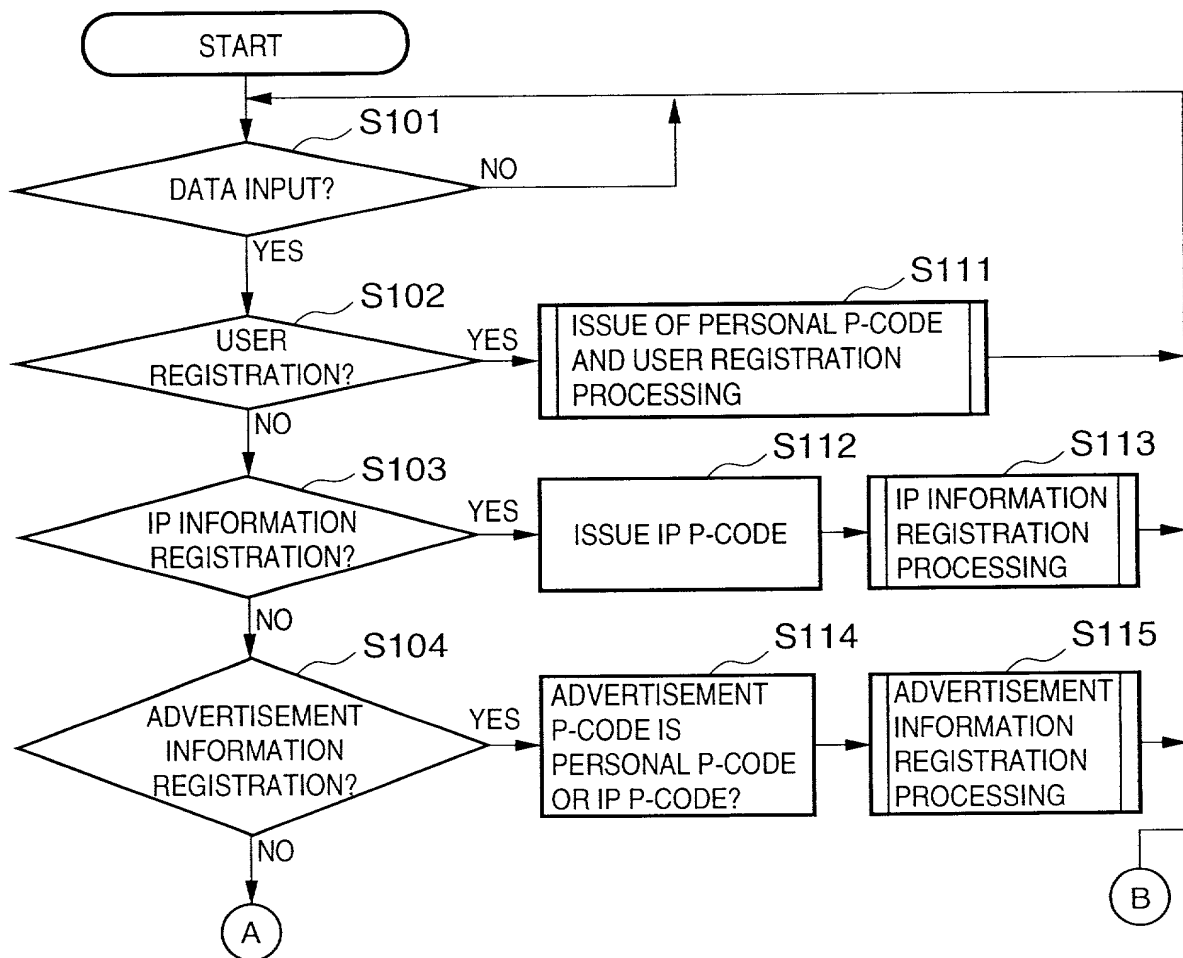 START
S101
DATA INPUT?
NO
YES
S102
USER
REGISTRATION?
YES
S111
ISSUE OF PERSONAL P-CODE
AND USER REGISTRATION
PROCESSING
NO
S103
IP INFORMATION
REGISTRATION?
YES
S112
ISSUE IP P-CODE
S113
IP INFORMATION
REGISTRATION
PROCESSING
NO
S104
ADVERTISEMENT
INFORMATION
REGISTRATION?
YES
S114
ADVERTISEMENT
P-CODE IS
PERSONAL P-CODE
OR IP P-CODE?
S115
ADVERTISEMENT
INFORMATION
REGISTRATION
PROCESSING
NO
A
B